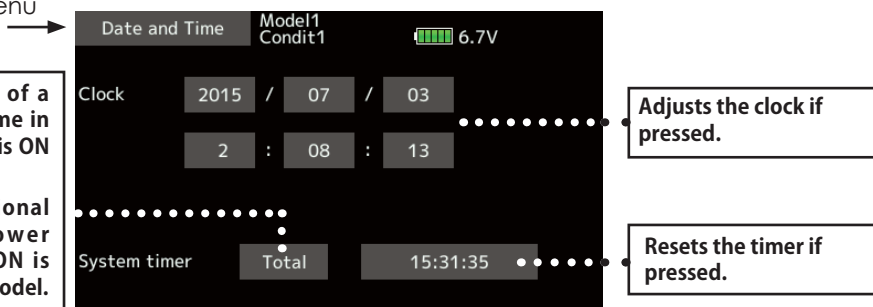 enu
Date and Time
Model1
Condit1
6.7V
of a
me in
is ON
onal
ower
ON is
odel.
Clock
2015 / 07 / 03
2 : 08 : 13
System timer
Total
15:31:35
Adjusts the clock if
pressed.
Resets the timer if
pressed.